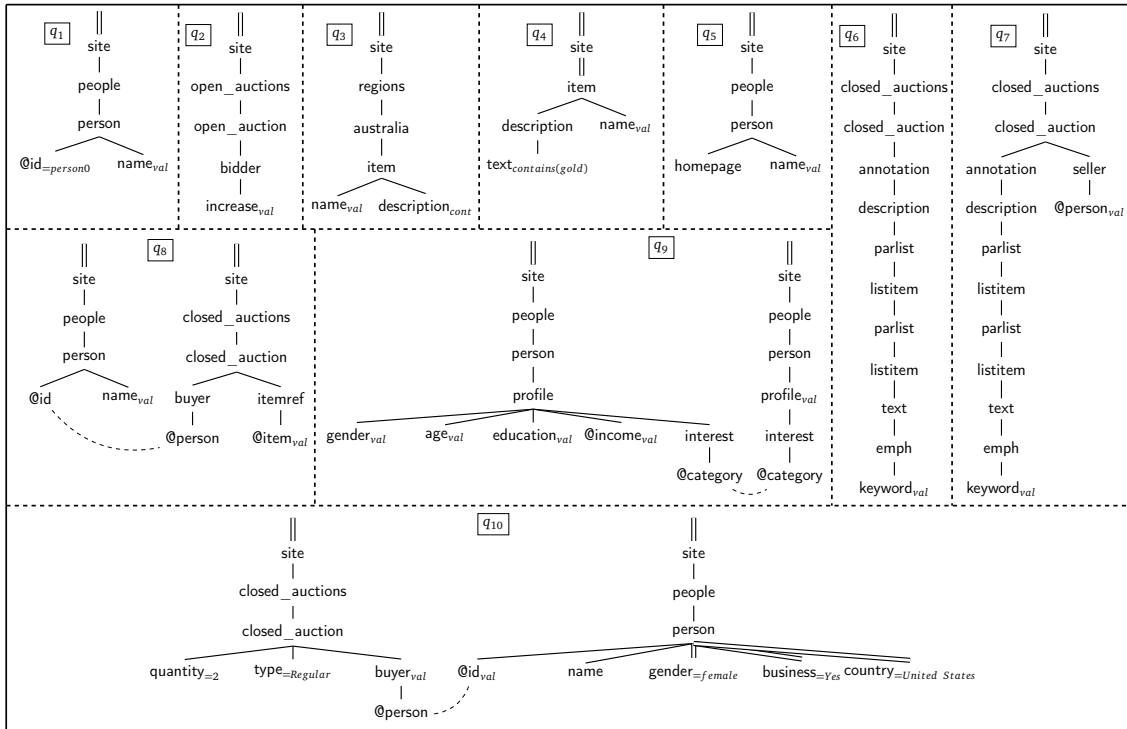 q1 q2 q3 q4 q5 q6 q7
site site site site site site site
people open_auctions regions item people closed_auctions closed_auctions
person open_auction australia description name val person closed_auction closed_auction
@id =person0 name val bidder item text contains(gold) homepage name val annotation annotation seller
increase val name val description cont description description @person val
q8 q9 parlist parlist
site site site site listitem listitem
people closed_auctions people people parlist parlist
person closed_auction person person listitem listitem
@id name val buyer itemref profile profile val text text
@person @item val gender val age val education val @income val interest interest emph emph
@category @category keyword val keyword val
q10
site site
closed_auctions people
closed_auction person
quantity =2 type =Regular buyer val @id val name gender =female business =Yes country =United States
@person